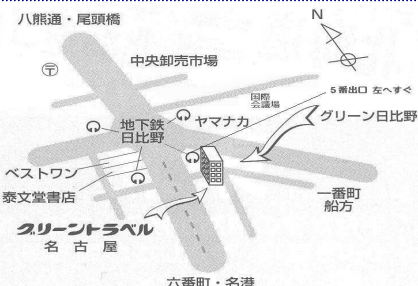 八熊通・尾頭橋
N
〒
中央卸売市場
国際
会議場
5番出口 左へすぐ
地下鉄
日比野
ヤマナカ
グリーン日比野
ベストワン
泰文堂書店
一番町
船方
グリーントラベル
名古屋
六番町・名港